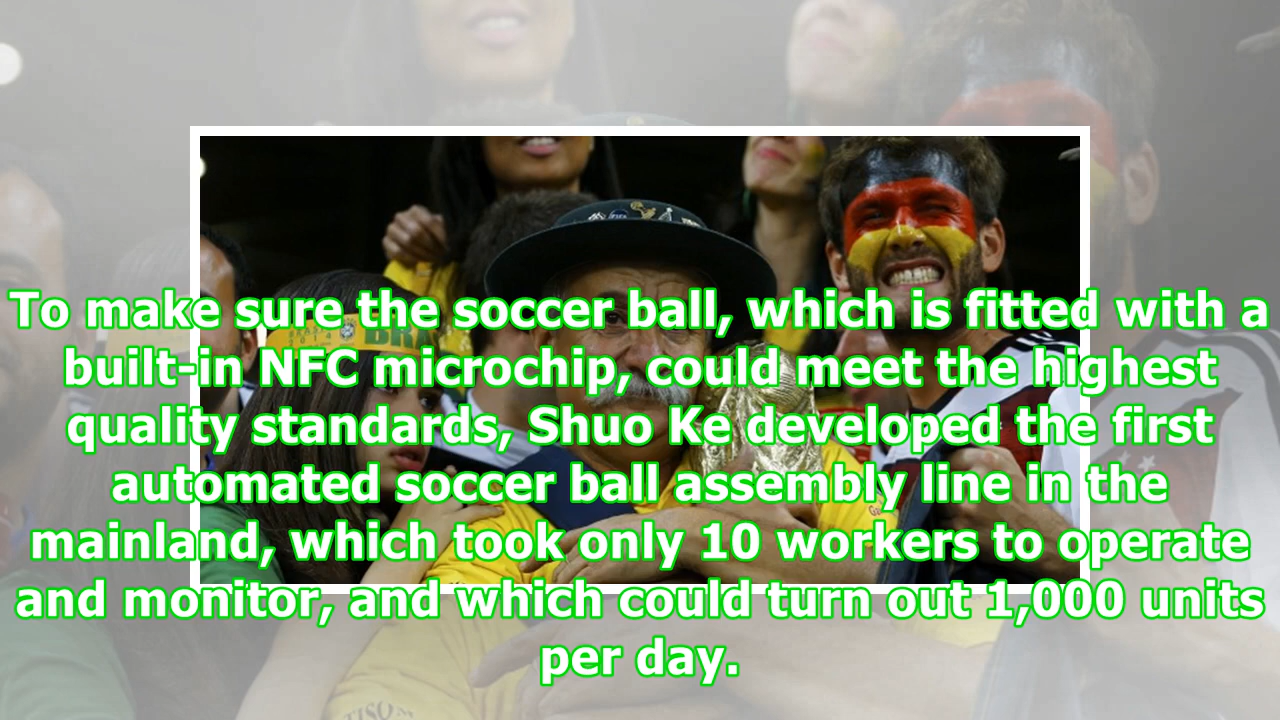 To make sure the soccer ball, which is fitted with a
built-in NFC microchip, could meet the highest
quality standards, Shuo Ke developed the first
automated soccer ball assembly line in the
mainland, which took only 10 workers to operate
and monitor, and which could turn out 1,000 units
per day.